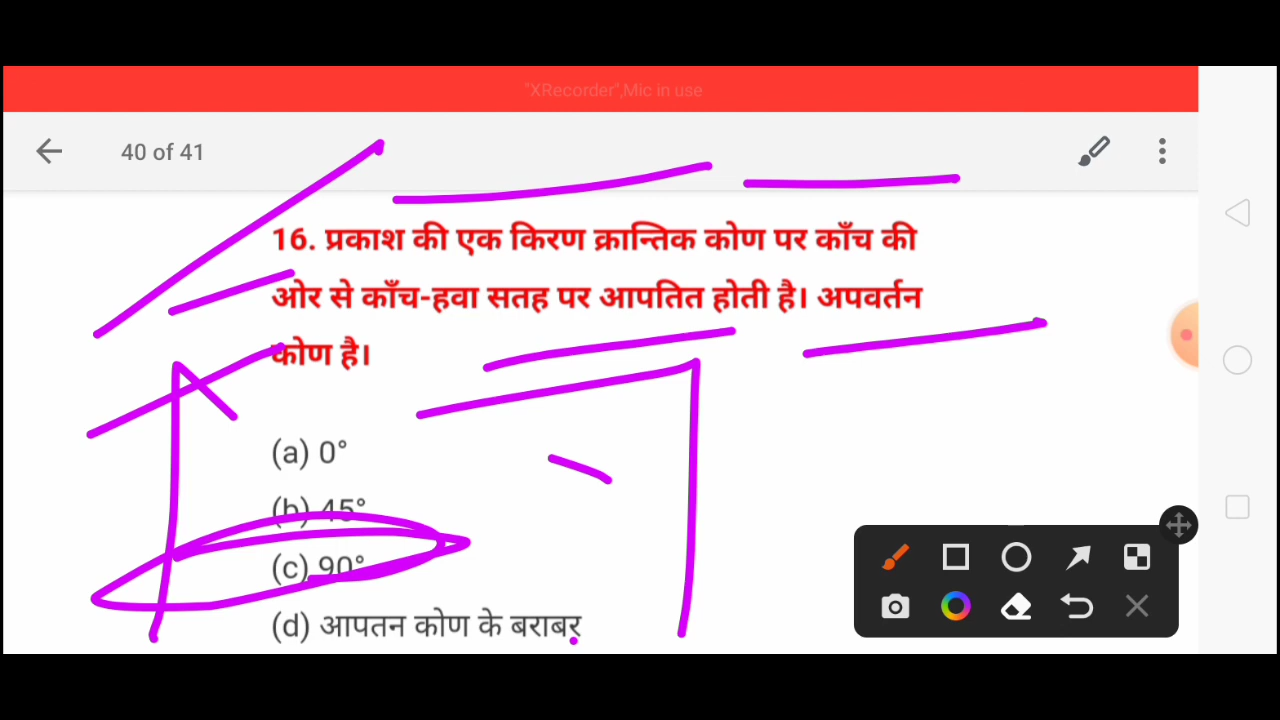 "XRecorder",Mic in use
40 of 41
16. प्रकाश की एक किरण क्रान्तिक कोण पर काँच की
ओर से काँच-हवा सतह पर आपतित होती है। अपवर्तन
कोण है।
(a) 0°
(b) 45°
(c) 90°
(d) आपतन कोण के बराबर